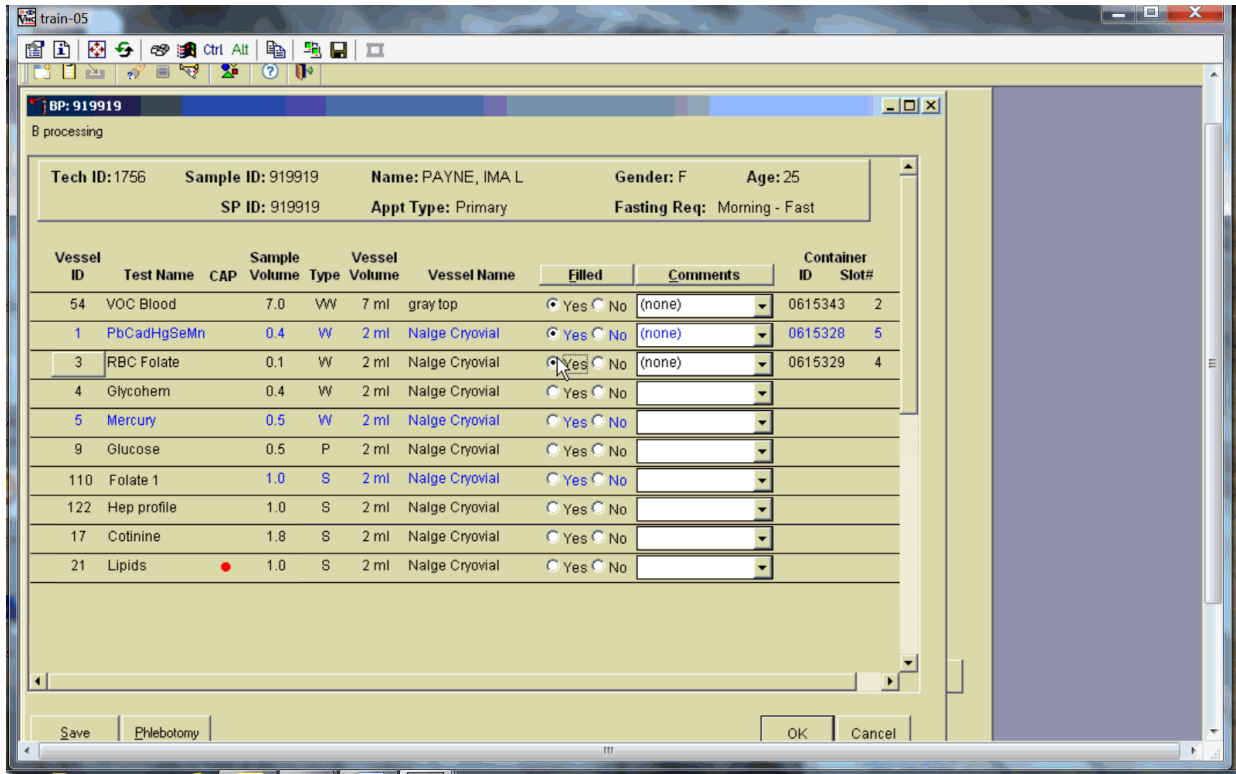 train-05
Ctrl Alt
BP: 919919
B processing
Tech ID: 1756 Sample ID: 919919 Name: PAYNE, IMA L Gender: F Age: 25
SP ID: 919919 Appt Type: Primary Fasting Req: Morning - Fast
Vessel Sample Vessel Container
ID Test Name CAP Volume Type Volume Vessel Name Filled Comments ID Slot#
54 VOC Blood 7.0 VW 7 ml gray top Yes No (none) 0615343 2
1 PbCadHgSeMn 0.4 W 2 ml Nalge Cryovial Yes No (none) 0615328 5
3 RBC Folate 0.1 W 2 ml Nalge Cryovial Yes No (none) 0615329 4
4 Glycohem 0.4 W 2 ml Nalge Cryovial Yes No
5 Mercury 0.5 W 2 ml Nalge Cryovial Yes No
9 Glucose 0.5 P 2 ml Nalge Cryovial Yes No
110 Folate 1 1.0 S 2 ml Nalge Cryovial Yes No
122 Hep profile 1.0 S 2 ml Nalge Cryovial Yes No
17 Cotinine 1.8 S 2 ml Nalge Cryovial Yes No
21 Lipids 1.0 S 2 ml Nalge Cryovial Yes No
Save Phlebotomy OK Cancel